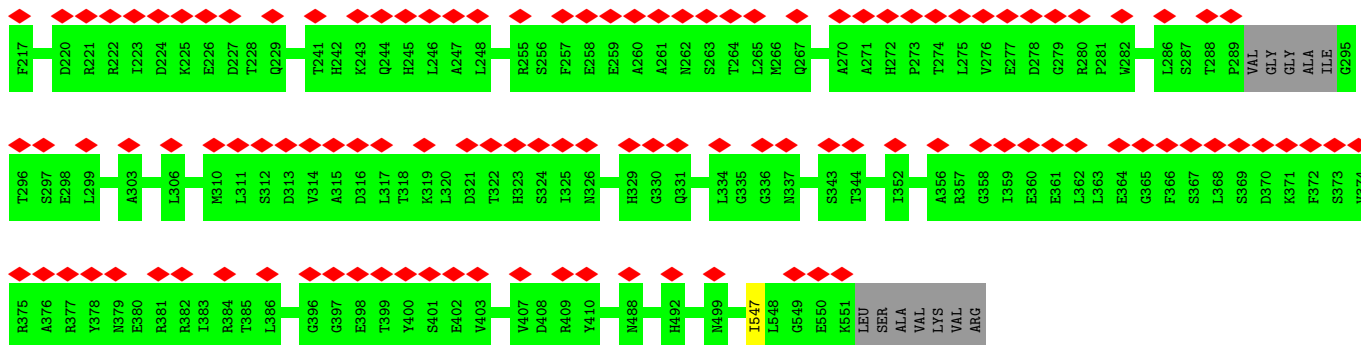 F217 D220 R221 R222 I223 D224 K225 E226 D227 T228 Q229 T241 H242 K243 Q244 H245 L246 A247 L248 R255 S256 F257 E258 E259 A260 A261 N262 S263 T264 L265 M266 Q267 A270 A271 H272 P273 T274 L275 V276 E277 D278 G279 R280 P281 W282 L286 S287 T288 P289 VAL GLY GLY ALA ILE G295
T296 S297 E298 L299 A303 L306 M310 L311 S312 D313 V314 A315 D316 L317 T318 K319 L320 D321 T322 H323 S324 I325 N326 H329 G330 Q331 L334 G335 G336 N337 S343 T344 I352 A356 R357 G358 I359 E360 E361 L362 L363 E364 G365 F366 S367 L368 S369 D370 K371 F372 S373
R375 A376 R377 Y378 N379 E380 R381 R382 I383 R384 T385 L386 G396 G397 E398 T399 Y400 S401 E402 V403 V407 D408 R409 Y410 N488 H492 N499 I547 L548 G549 E550 K551 LEU SER ALA VAL LYS VAL ARG